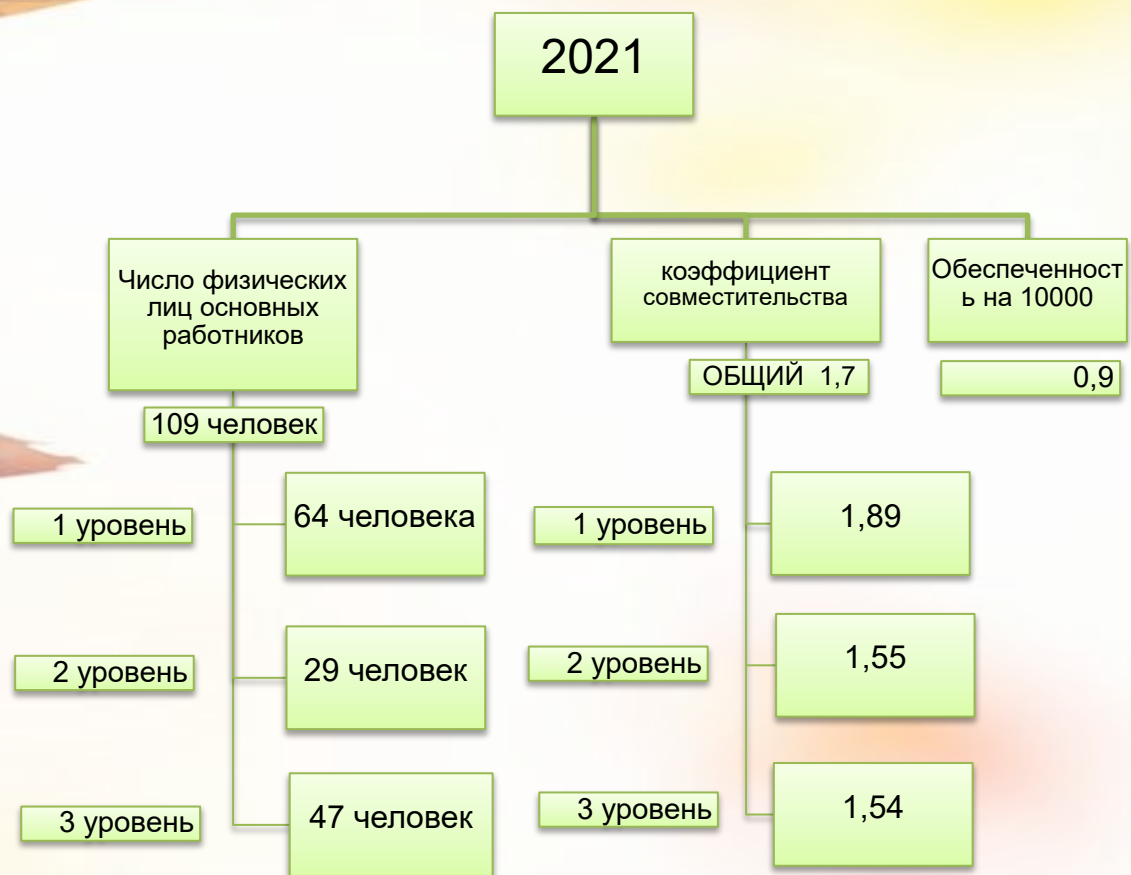 2021
Число физических
лиц основных
работников
109 человек
1 уровень
64 человека
2 уровень
29 человек
3 уровень
47 человек
коэффициент
совместительства
ОБЩИЙ 1,7
1 уровень
1,89
2 уровень
1,55
3 уровень
1,54
Обеспеченност
ь на 10000
0,9